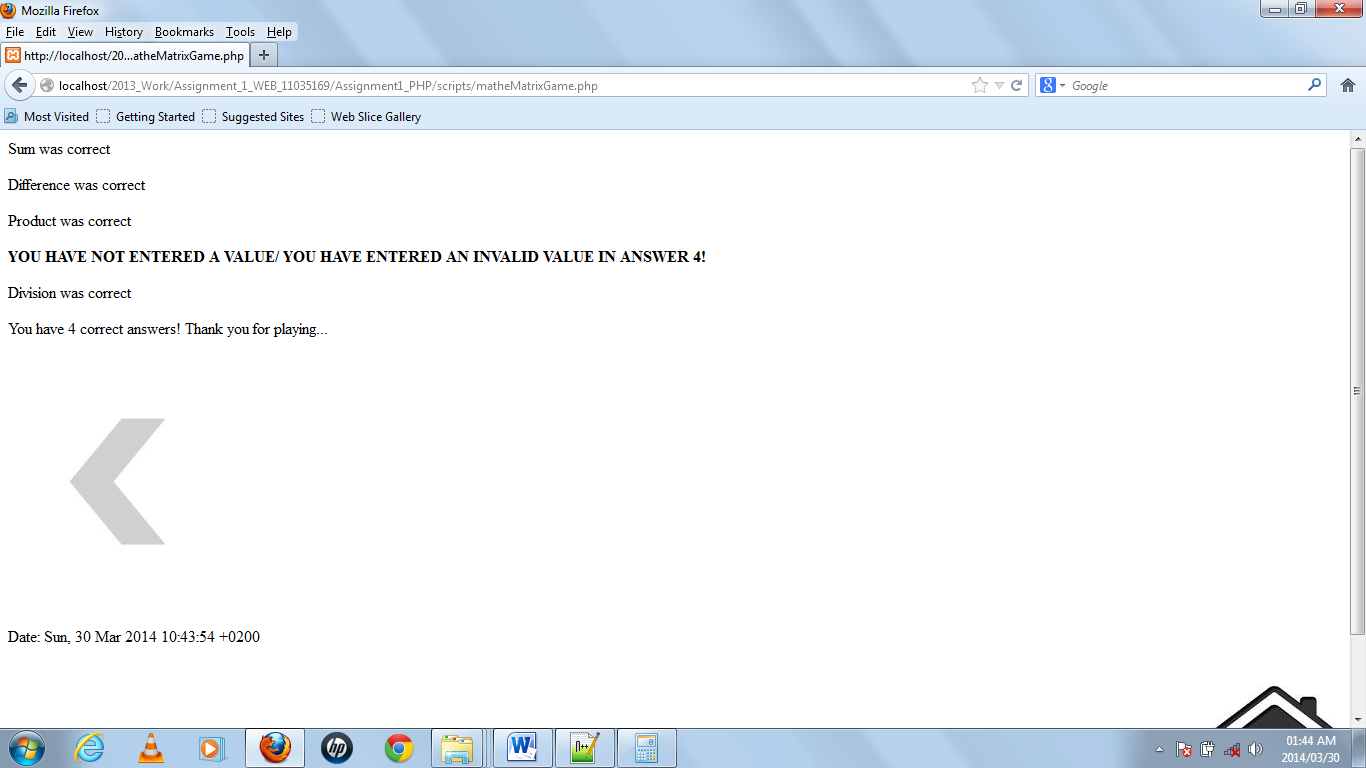 Mozilla Firefox
File Edit View History Bookmarks Tools Help
http://localhost/20...atheMatrixGame.php
localhost/2013_Work/Assignment_1_WEB_11035169/Assignment1_PHP/scripts/matheMatrixGame.php
Google
Most Visited Getting Started Suggested Sites Web Slice Gallery
Sum was correct
Difference was correct
Product was correct
YOU HAVE NOT ENTERED A VALUE/ YOU HAVE ENTERED AN INVALID VALUE IN ANSWER 4!
Division was correct
You have 4 correct answers! Thank you for playing...
Date: Sun, 30 Mar 2014 10:43:54 +0200
01:44 AM
2014/03/30